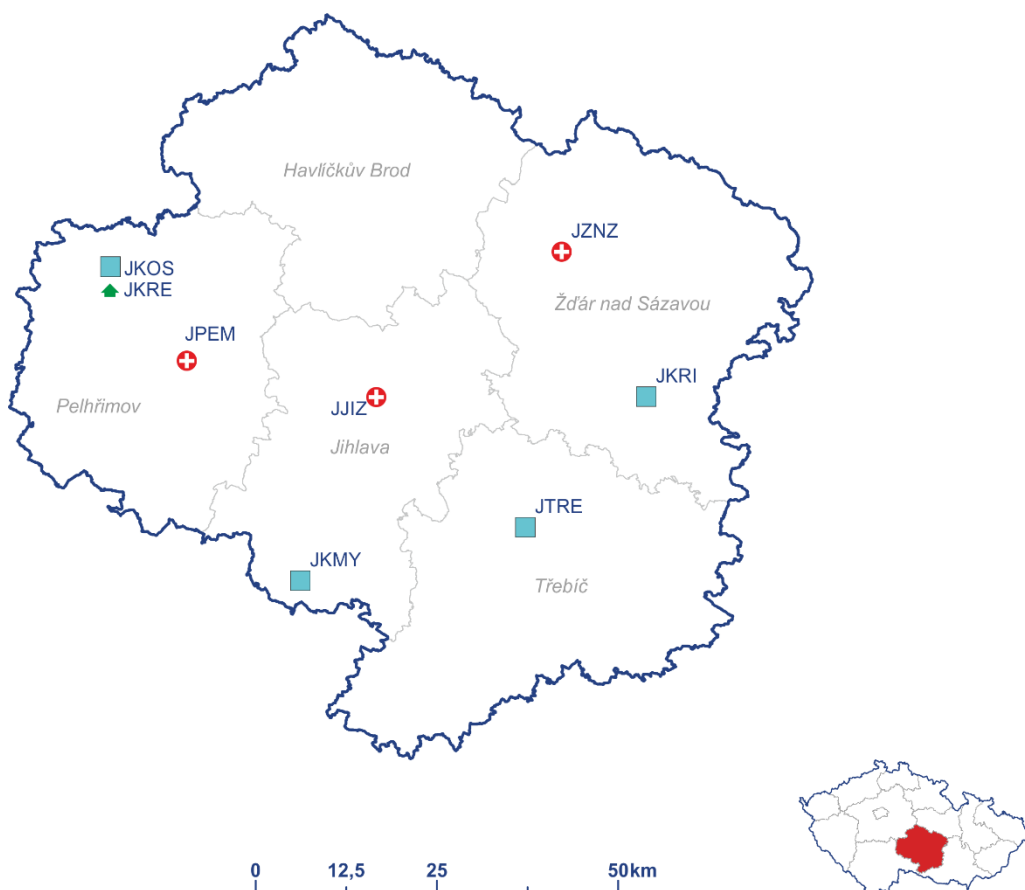 Havlíčkův Brod
JZNZ
JKOS
JKRE
Žďár nad Sázavou
JPEM
JKRI
Pelhřimov
JJIZ
Jihlava
JTRE
JKMY
Třebíč
0 12,5 25 50km